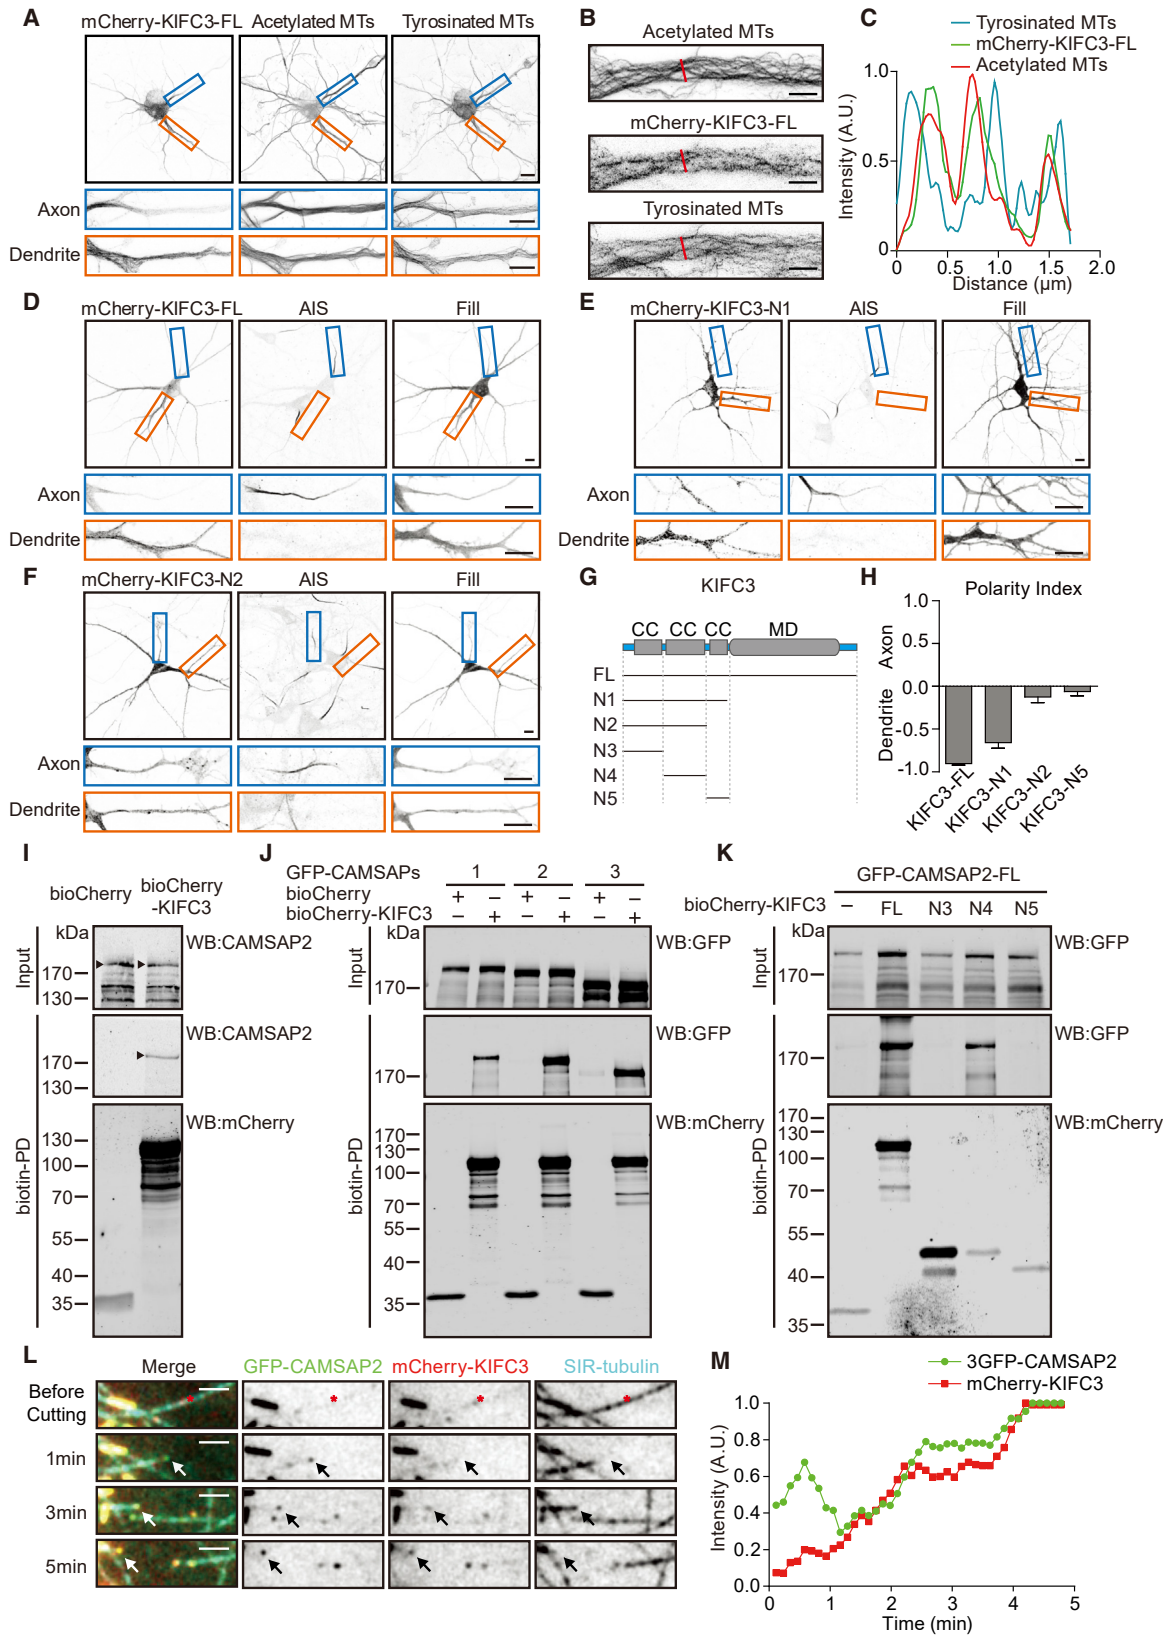 A
mCherry-KIFC3-FL Acetylated MTs Tyrosinated MTs
Axon
Dendrite
B
Acetylated MTs
mCherry-KIFC3-FL
Tyrosinated MTs
C
Tyrosinated MTs
mCherry-KIFC3-FL
Acetylated MTs
Intensity (A.U.)
1.0
0.5
0
0 0.5 1.0 1.5 2.0
Distance (µm)
D
mCherry-KIFC3-FL AIS Fill
Axon
Dendrite
E
mCherry-KIFC3-N1 AIS Fill
Axon
Dendrite
F
mCherry-KIFC3-N2 AIS Fill
Axon
Dendrite
G
KIFC3
CC CC CC MD
FL
N1
N2
N3
N4
N5
H
Polarity Index
Axon
Dendrite
1.0
0.5
0.0
-0.5
-1.0
KIFC3-FL
KIFC3-N1
KIFC3-N2
KIFC3-N5
I
bioCherry bioCherry
-KIFC3
kDa
Input
170
130
WB:CAMSAP2
biotin-PD
170
130
WB:CAMSAP2
130
100
70
55
40
35
WB:mCherry
J
GFP-CAMSAPs 1 2 3
bioCherry + − + − + −
bioCherry-KIFC3 − + − + − +
kDa
Input
170
WB:GFP
biotin-PD
170
WB:GFP
170
130
100
70
55
40
35
WB:mCherry
K
GFP-CAMSAP2-FL
bioCherry-KIFC3 − FL N3 N4 N5
kDa
Input
170
WB:GFP
biotin-PD
170
WB:GFP
170
130
100
70
55
40
35
WB:mCherry
L
Merge GFP-CAMSAP2 mCherry-KIFC3 SIR-tubulin
Before
Cutting
1min
3min
5min
M
3GFP-CAMSAP2
mCherry-KIFC3
Intensity (A.U.)
1.0
0.8
0.6
0.4
0.2
0.0
0 1 2 3 4 5
Time (min)